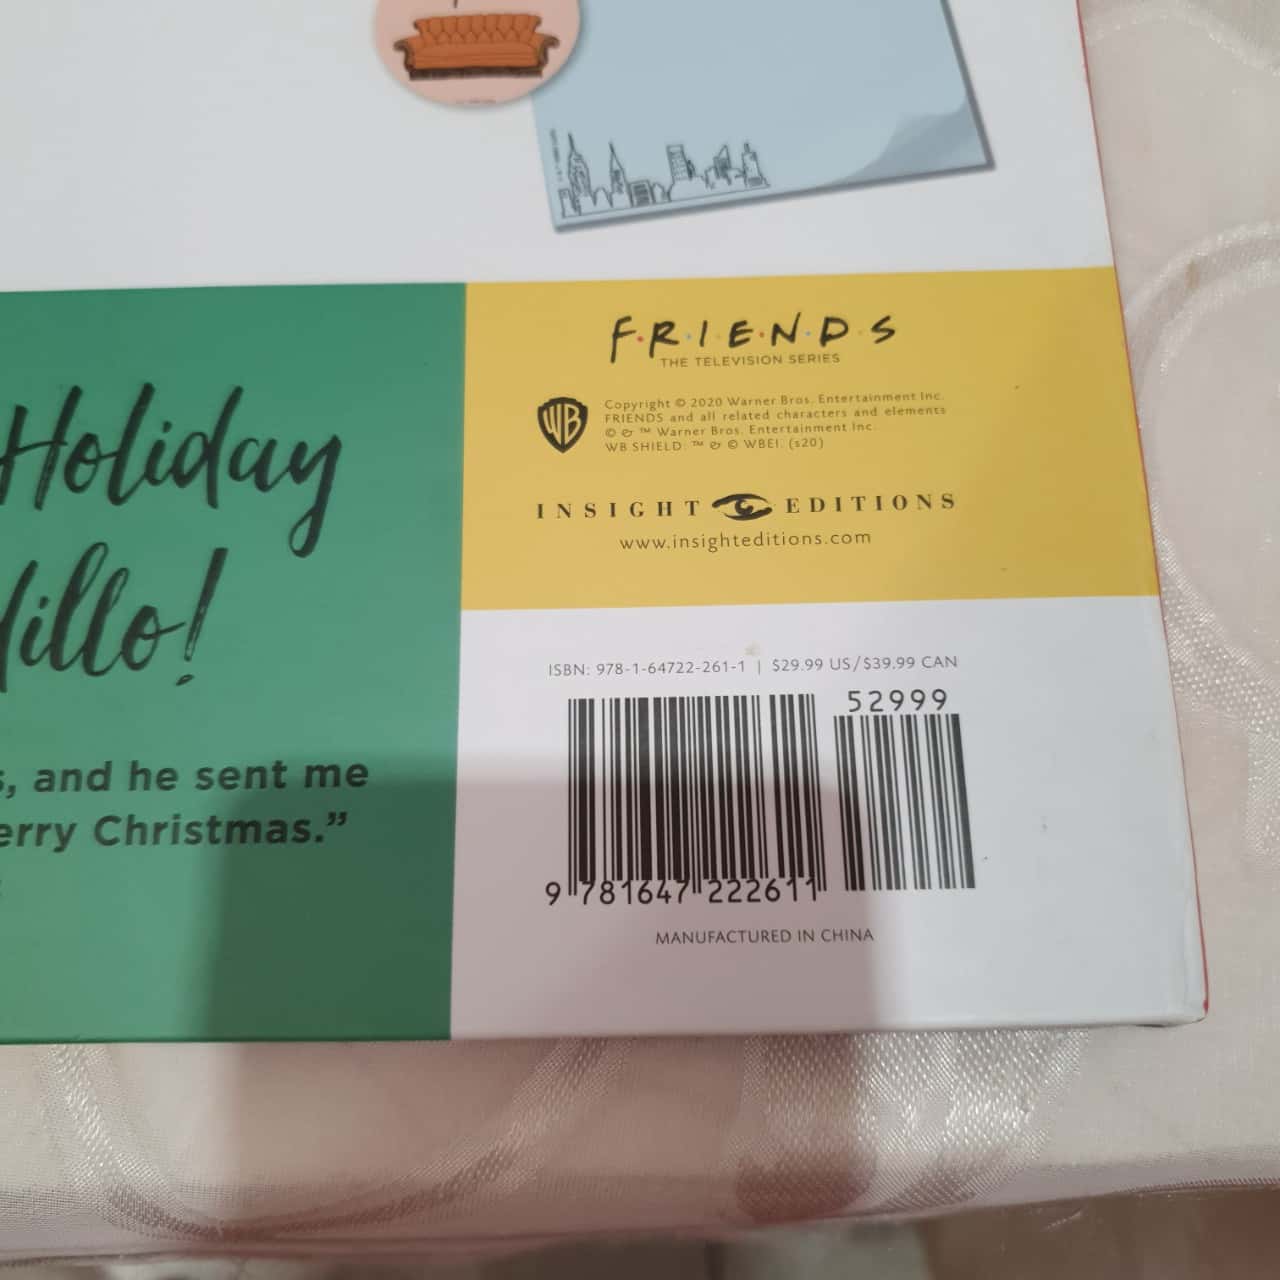 Holiday
dillo!
s, and he sent me
erry Christmas.”
F·R·I·E·N·D·S
THE TELEVISION SERIES
WB
Copyright © 2020 Warner Bros. Entertainment Inc.
FRIENDS and all related characters and elements
© & ™ Warner Bros. Entertainment Inc.
WB SHIELD: ™ & © WBEI. (s20)
INSIGHT EDITIONS
www.insighteditions.com
ISBN: 978-1-64722-261-1 | $29.99 US/$39.99 CAN
52999
9 781647 222611
MANUFACTURED IN CHINA